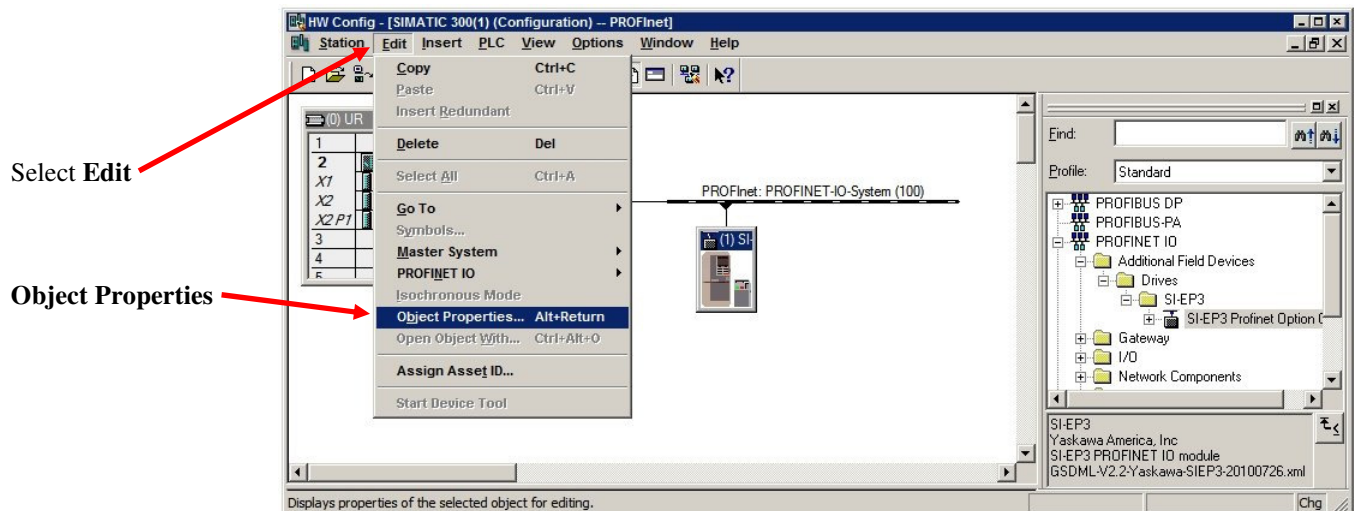 HW Config - [SIMATIC 300(1) (Configuration) -- PROFInet]
Station Edit Insert PLC View Options Window Help
Select Edit
Object Properties
Copy Ctrl+C
Paste Ctrl+V
Insert Redundant
Delete Del
Select All Ctrl+A
Go To
Symbols...
Master System
PROFINET IO
Isochronous Mode
Object Properties... Alt+Return
Open Object With... Ctrl+Alt+O
Assign Asset ID...
Start Device Tool
(0) UR
1
2
X1
X2
X2 P1
3
4
5
PROFInet: PROFINET-IO-System (100)
(1) SI-
Find:
Profile: Standard
PROFIBUS DP
PROFIBUS-PA
PROFINET IO
Additional Field Devices
Drives
SI-EP3
SI-EP3 Profinet Option
Gateway
I/O
Network Components
SI-EP3
Yaskawa America, Inc
SI-EP3 PROFINET IO module
GSDML-V2.2-Yaskawa-SIEP3-20100726.xml
Displays properties of the selected object for editing.
Chg